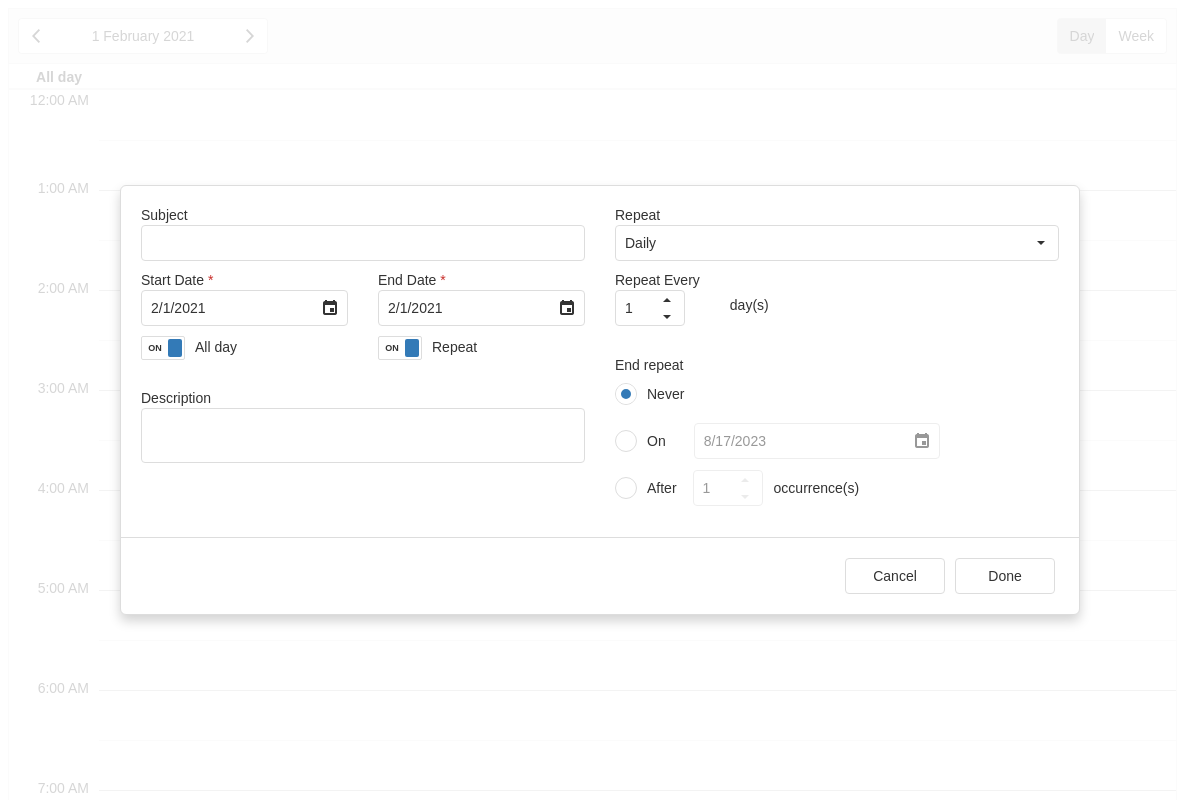 1 February 2021
Day Week
All day
12:00 AM
1:00 AM
2:00 AM
3:00 AM
4:00 AM
5:00 AM
6:00 AM
7:00 AM
Subject
Start Date *
End Date *
2/1/2021
2/1/2021
ON All day
ON Repeat
Description
Repeat
Daily
Repeat Every
1 day(s)
End repeat
Never
On 8/17/2023
After 1 occurrence(s)
Cancel Done